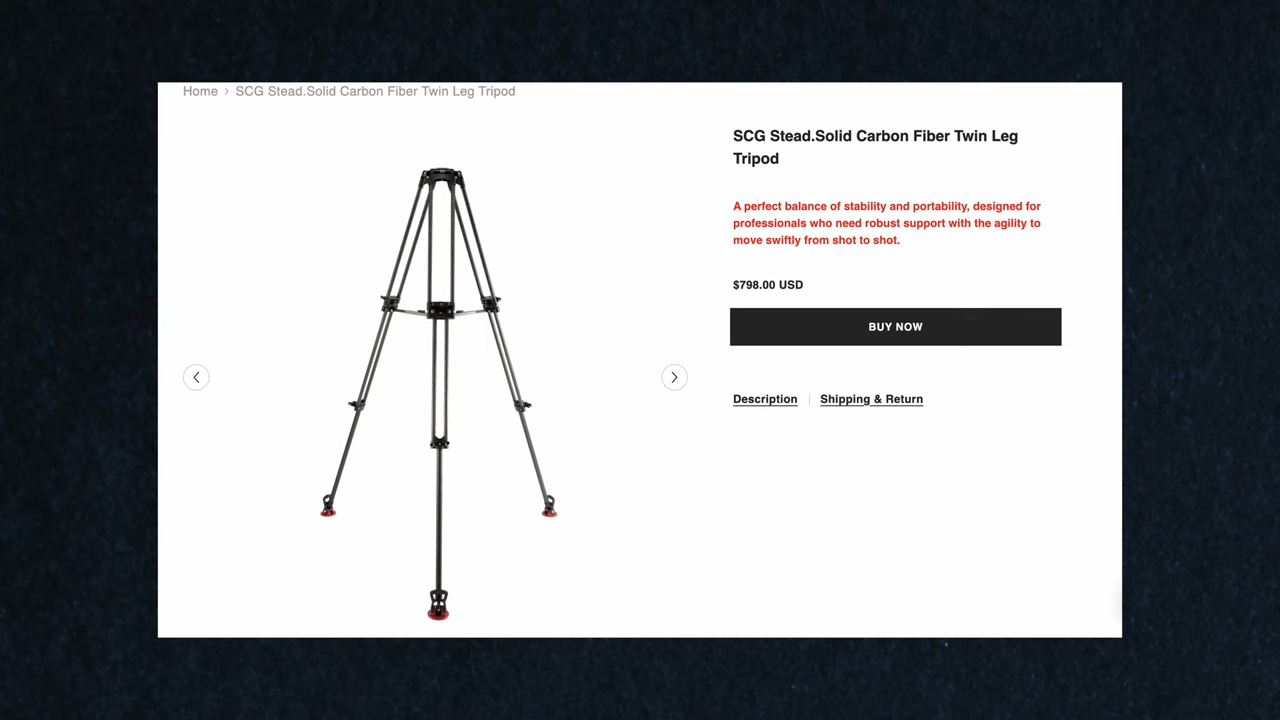 Home › SCG Stead.Solid Carbon Fiber Twin Leg Tripod
SCG Stead.Solid Carbon Fiber Twin Leg
Tripod
A perfect balance of stability and portability, designed for
professionals who need robust support with the agility to
move swiftly from shot to shot.
$798.00 USD
BUY NOW
Description | Shipping & Return